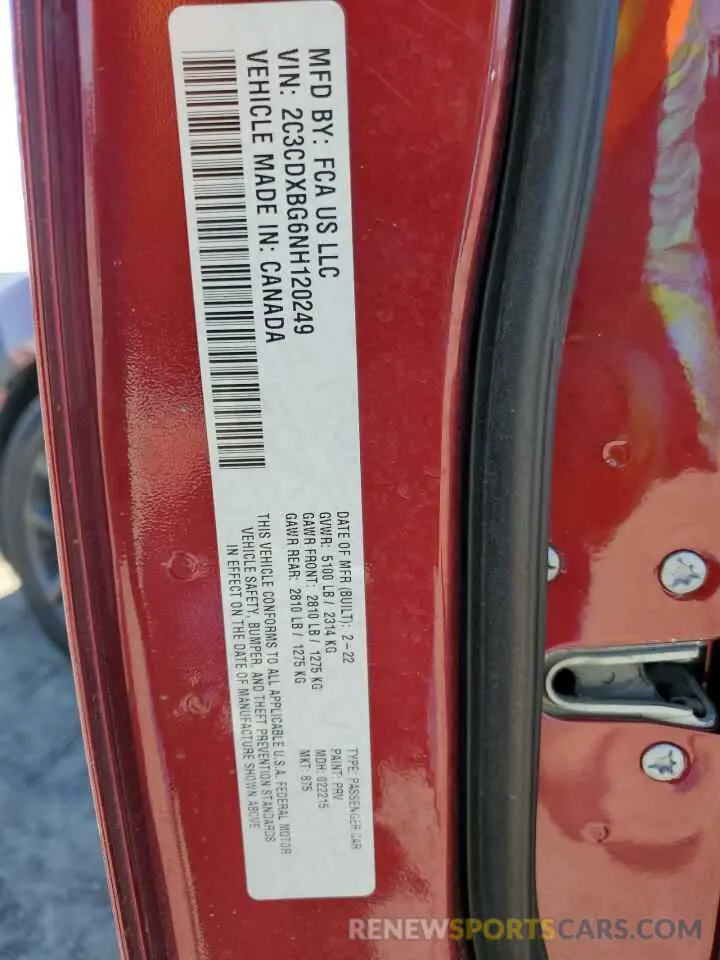 MFD BY: FCA US LLC
VIN: 2C3CDXBG6NH120249
VEHICLE MADE IN: CANADA
DATE OF MFR (BUILT): 2-22
GVWR: 5100 LB / 2314 KG
GAWR FRONT: 2810 LB / 1275 KG
GAWR REAR: 2810 LB / 1275 KG
THIS VEHICLE CONFORMS TO ALL APPLICABLE U.S.A. FEDERAL MOTOR
VEHICLE SAFETY, BUMPER, AND THEFT PREVENTION STANDARDS
IN EFFECT ON THE DATE OF MANUFACTURE SHOWN ABOVE
TYPE: PASSENGER CAR
PAINT: PRV
MDH: 022215
MKT: 875
RENEWSPORTSCARS.COM